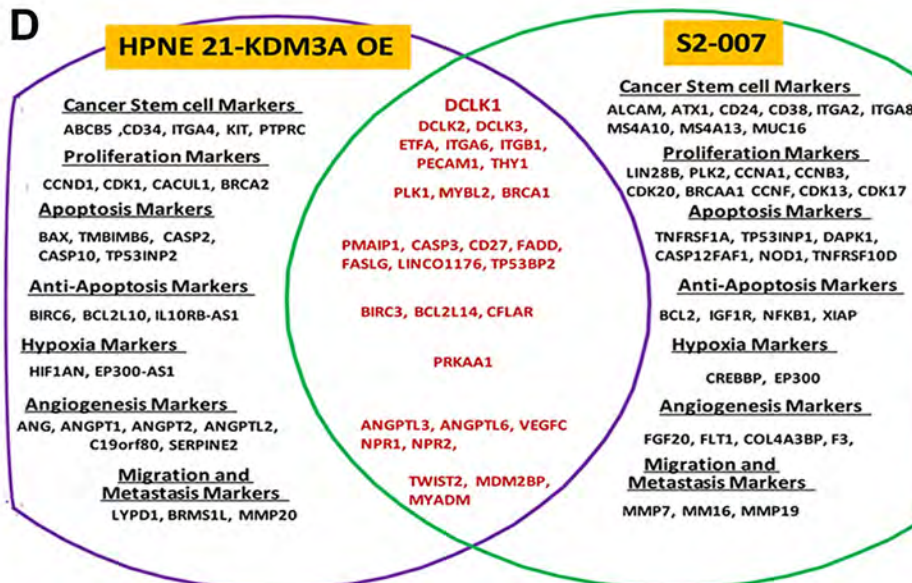 D
HPNE 21-KDM3A OE
Cancer Stem cell Markers
ABCB5 ,CD34, ITGA4, KIT, PTPRC
Proliferation Markers
CCND1, CDK1, CACUL1, BRCA2
Apoptosis Markers
BAX, TMBIMB6, CASP2,
CASP10, TP53INP2
Anti-Apoptosis Markers
BIRC6, BCL2L10, IL10RB-AS1
Hypoxia Markers
HIF1AN, EP300-AS1
Angiogenesis Markers
ANG, ANGPT1, ANGPT2, ANGPTL2,
C19orf80, SERPINE2
Migration and
Metastasis Markers
LYPD1, BRMS1L, MMP20
DCLK1
DCLK2, DCLK3,
ETFA, ITGA6, ITGB1,
PECAM1, THY1
PLK1, MYBL2, BRCA1
PMAIP1, CASP3, CD27, FADD,
FASLG, LINCO1176, TP53BP2
BIRC3, BCL2L14, CFLAR
PRKAA1
ANGPTL3, ANGPTL6, VEGFC
NPR1, NPR2,
TWIST2, MDM2BP,
MYADM
S2-007
Cancer Stem cell Markers
ALCAM, ATX1, CD24, CD38, ITGA2, ITGA8
MS4A10, MS4A13, MUC16
Proliferation Markers
LIN28B, PLK2, CCNA1, CCNB3,
CDK20, BRCAA1 CCNF, CDK13, CDK17
Apoptosis Markers
TNFRSF1A, TP53INP1, DAPK1,
CASP12FAF1, NOD1, TNFRSF10D
Anti-Apoptosis Markers
BCL2, IGF1R, NFKB1, XIAP
Hypoxia Markers
CREBBP, EP300
Angiogenesis Markers
FGF20, FLT1, COL4A3BP, F3,
Migration and
Metastasis Markers
MMP7, MM16, MMP19